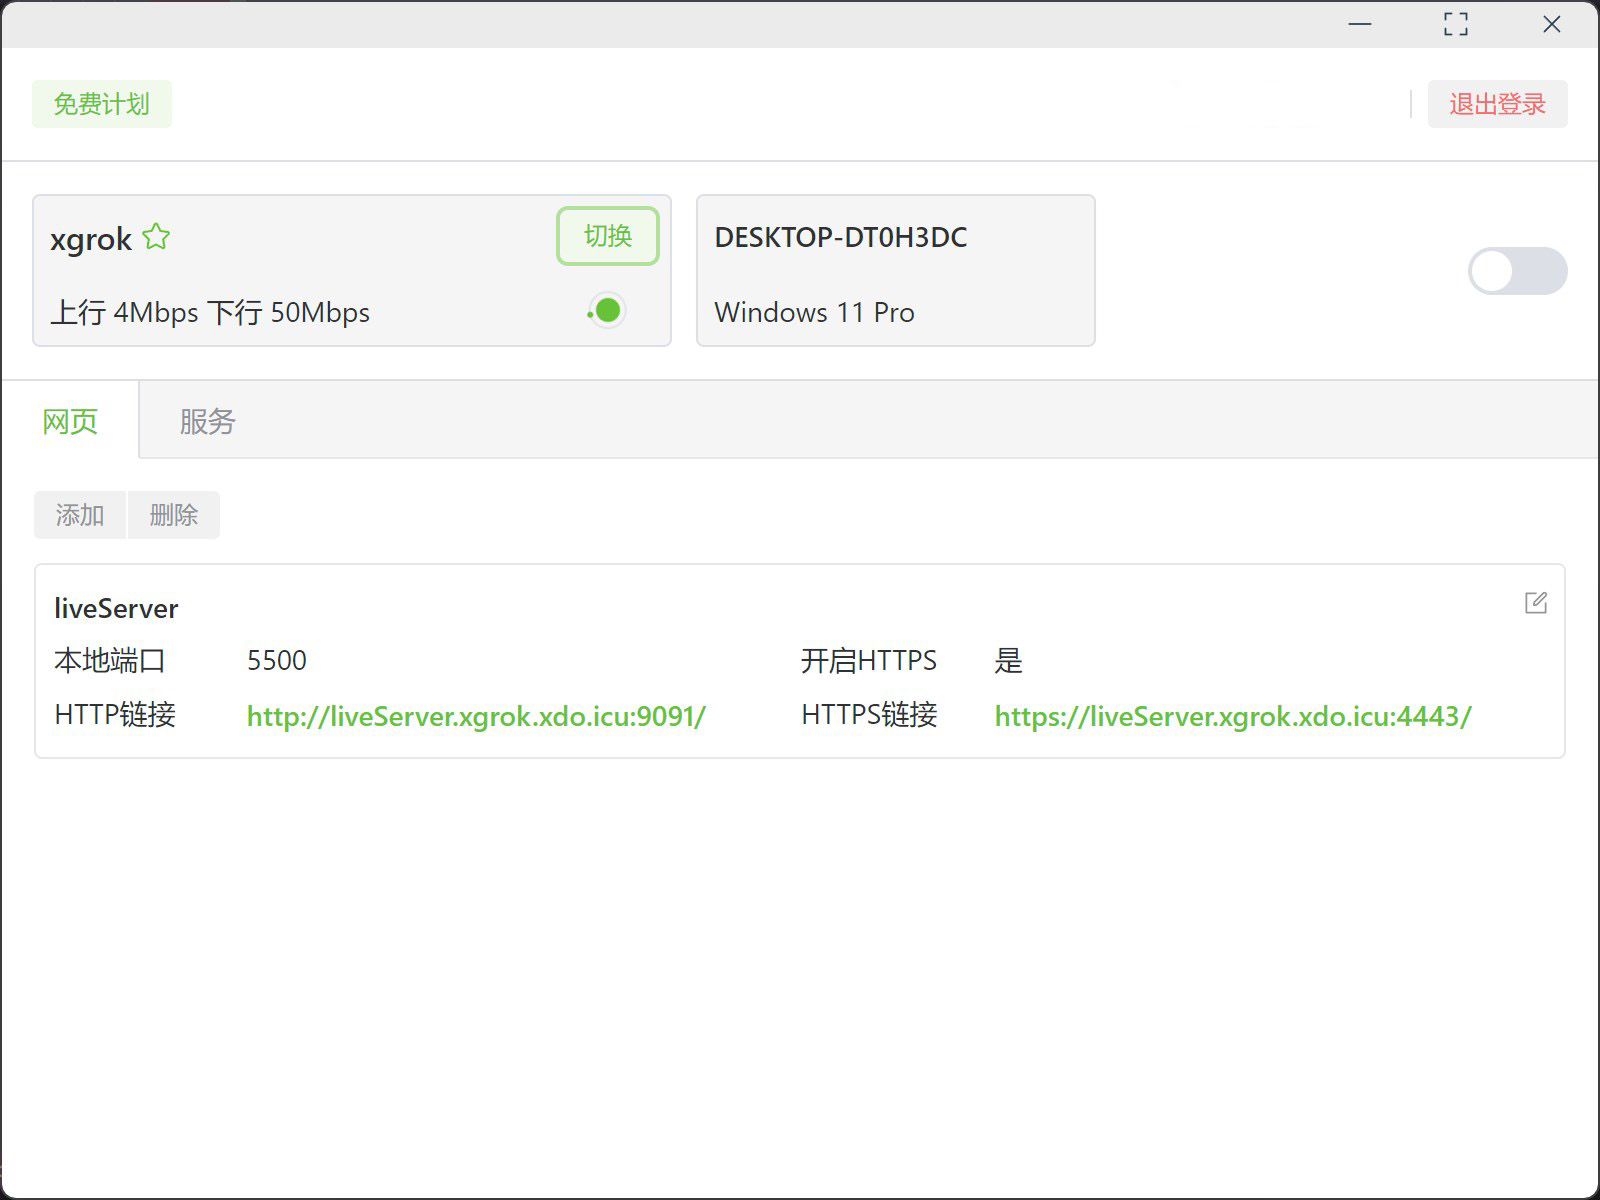 免费计划
退出登录
xgrok
切换
上行 4Mbps 下行 50Mbps
DESKTOP-DT0H3DC
Windows 11 Pro
网页
服务
添加
删除
liveServer
本地端口 5500 开启HTTPS 是
HTTP链接 http://liveServer.xgrok.xdo.icu:9091/ HTTPS链接 https://liveServer.xgrok.xdo.icu:4443/